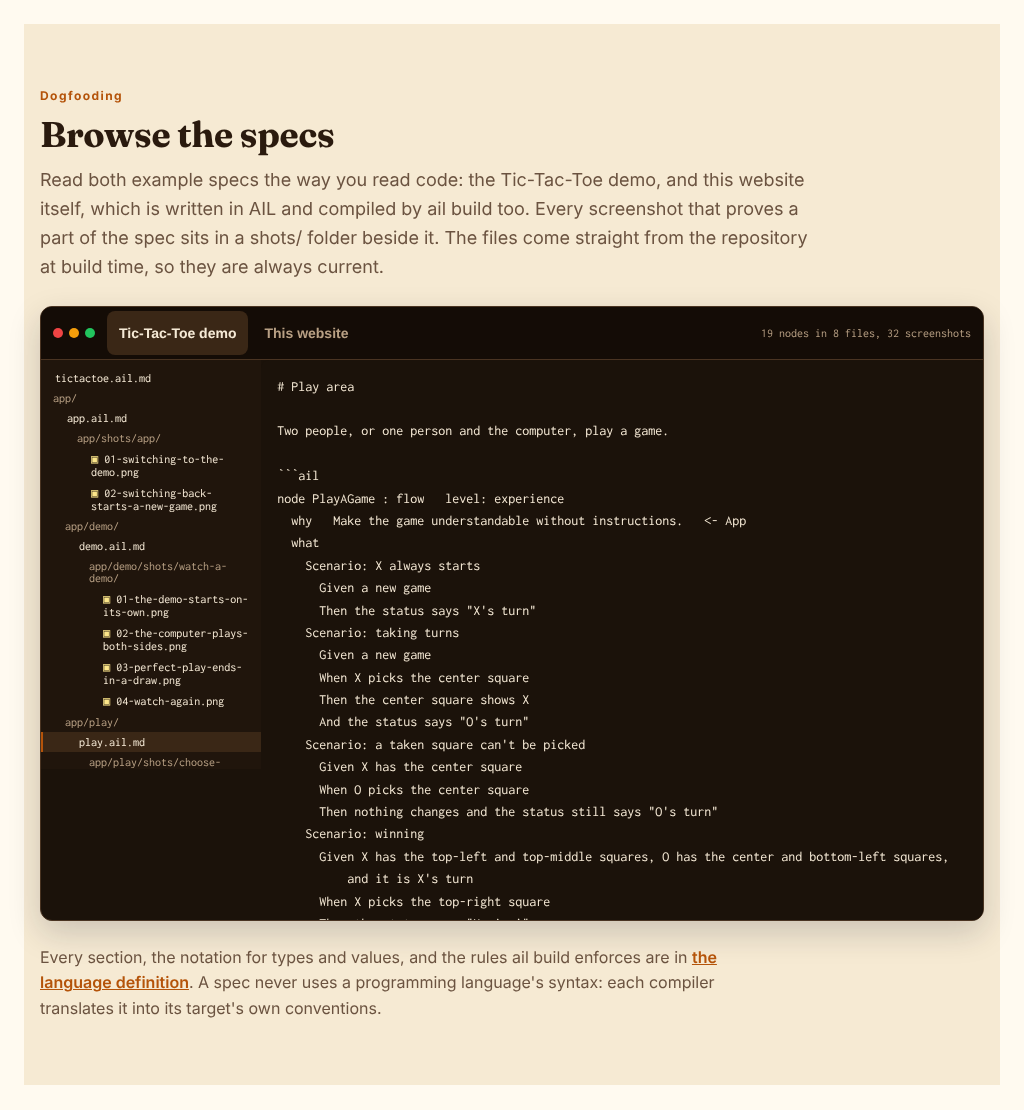 Dogfooding
Browse the specs
Read both example specs the way you read code: the Tic-Tac-Toe demo, and this website
itself, which is written in AIL and compiled by ail build too. Every screenshot that proves a
part of the spec sits in a shots/ folder beside it. The files come straight from the repository
at build time, so they are always current.
Tic-Tac-Toe demo
This website
19 nodes in 8 files, 32 screenshots
tictactoe.ail.md
app/
app.ail.md
app/shots/app/
▣ 01-switching-to-the-
demo.png
▣ 02-switching-back-
starts-a-new-game.png
app/demo/
demo.ail.md
app/demo/shots/watch-a-
demo/
▣ 01-the-demo-starts-on-
its-own.png
▣ 02-the-computer-plays-
both-sides.png
▣ 03-perfect-play-ends-
in-a-draw.png
▣ 04-watch-again.png
app/play/
play.ail.md
app/play/shots/choose-
# Play area
Two people, or one person and the computer, play a game.
```ail
node PlayAGame : flow   level: experience
  why   Make the game understandable without instructions.   <- App
  what
    Scenario: X always starts
      Given a new game
      Then the status says "X's turn"
    Scenario: taking turns
      Given a new game
      When X picks the center square
      Then the center square shows X
      And the status says "O's turn"
    Scenario: a taken square can't be picked
      Given X has the center square
      When O picks the center square
      Then nothing changes and the status still says "O's turn"
    Scenario: winning
      Given X has the top-left and top-middle squares, O has the center and bottom-left squares,
          and it is X's turn
      When X picks the top-right square
Every section, the notation for types and values, and the rules ail build enforces are in the
language definition. A spec never uses a programming language's syntax: each compiler
translates it into its target's own conventions.